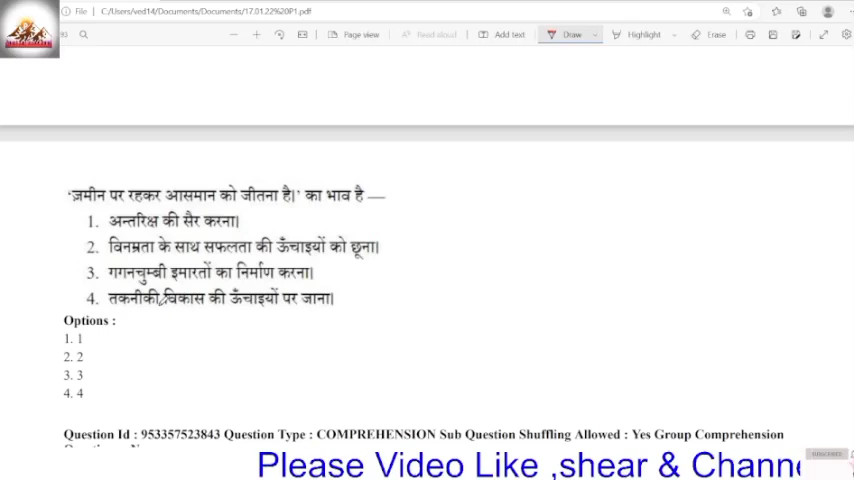 File | C:/Users/ved14/Documents/Documents/17.01.22%20P1.pdf
93 Page view Read aloud Add text Draw Highlight Erase
'ज़मीन पर रहकर आसमान को जीतना है।' का भाव है —
1. अन्तरिक्ष की सैर करना।
2. विनम्रता के साथ सफलता की ऊँचाइयों को छूना।
3. गगनचुम्बी इमारतों का निर्माण करना।
4. तकनीकी विकास की ऊँचाइयों पर जाना।
Options :
1. 1
2. 2
3. 3
4. 4
Question Id : 953357523843 Question Type : COMPREHENSION Sub Question Shuffling Allowed : Yes Group Comprehension
Please Video Like ,shear & Channe